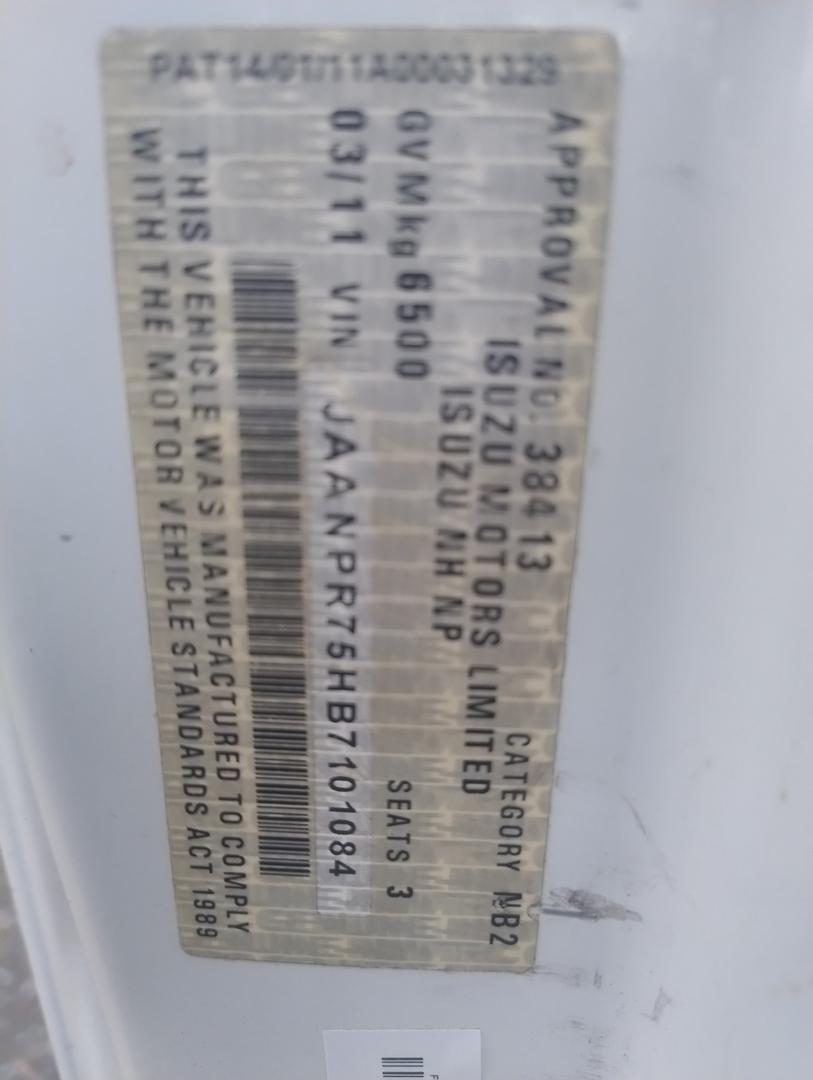 PAT14/01/11A00031329
APPROVAL NO. 38413 CATEGORY NB2
ISUZU MOTORS LIMITED
ISUZU NH NP
GVM kg 6500 SEATS 3
03/11 VIN JAANPR75HB7101084
THIS VEHICLE WAS MANUFACTURED TO COMPLY
WITH THE MOTOR VEHICLE STANDARDS ACT 1989